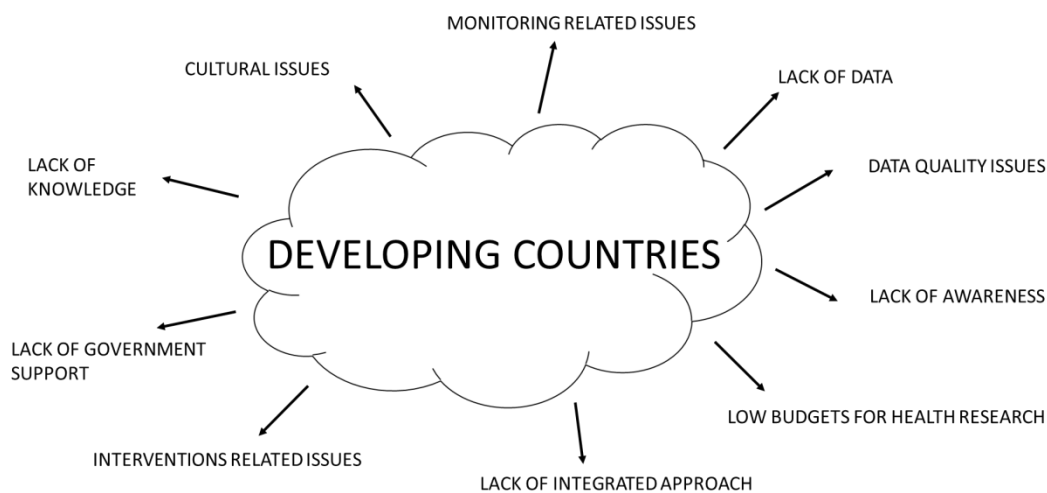 MONITORING RELATED ISSUES
CULTURAL ISSUES
LACK OF DATA
LACK OF
KNOWLEDGE
DATA QUALITY ISSUES
DEVELOPING COUNTRIES
LACK OF AWARENESS
LACK OF GOVERNMENT
SUPPORT
LOW BUDGETS FOR HEALTH RESEARCH
INTERVENTIONS RELATED ISSUES
LACK OF INTEGRATED APPROACH